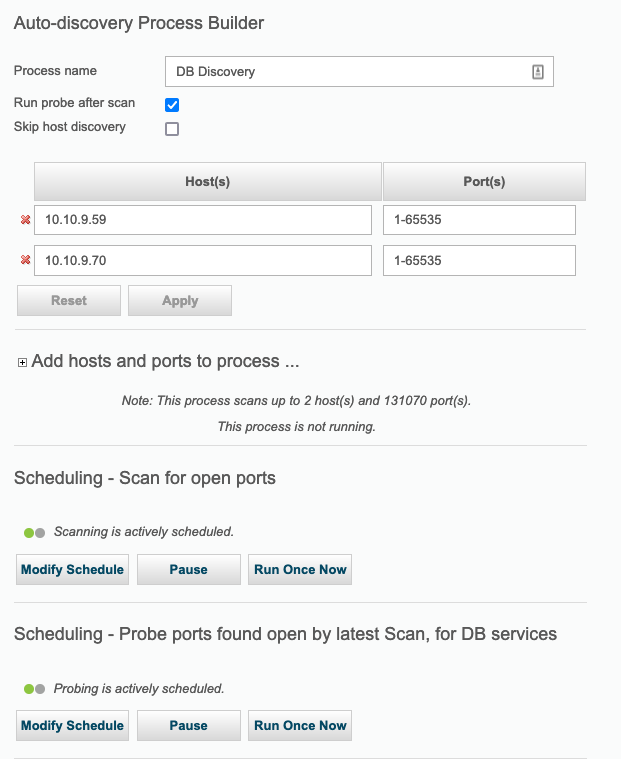 Auto-discovery Process Builder
Process name
DB Discovery
Run probe after scan
Skip host discovery
Host(s) Port(s)
10.10.9.59 1-65535
10.10.9.70 1-65535
Reset Apply
Add hosts and ports to process ...
Note: This process scans up to 2 host(s) and 131070 port(s).
This process is not running.
Scheduling - Scan for open ports
Scanning is actively scheduled.
Modify Schedule Pause Run Once Now
Scheduling - Probe ports found open by latest Scan, for DB services
Probing is actively scheduled.
Modify Schedule Pause Run Once Now